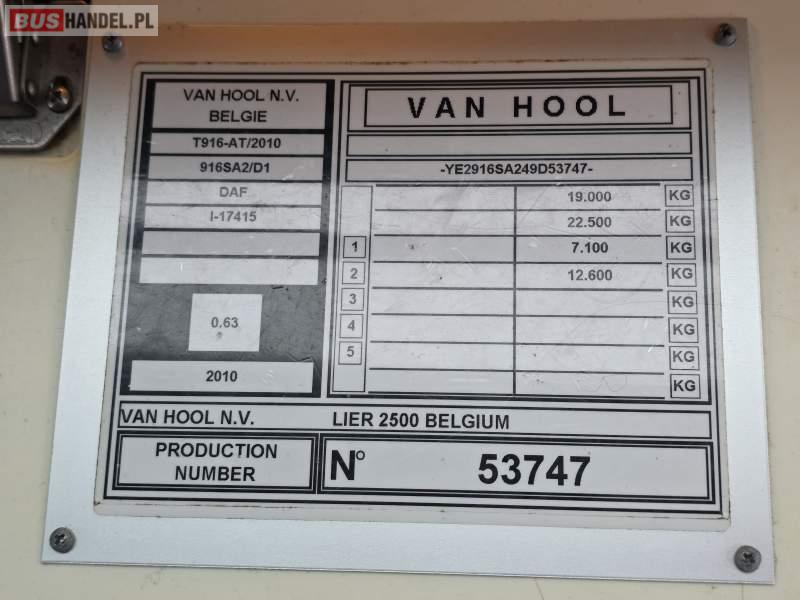 BUSHANDEL.PL
VAN HOOL N.V.
BELGIE
T916-AT/2010
916SA2/D1
DAF
I-17415
0.63
2010
VAN HOOL
-YE2916SA249D53747-
19.000 KG
22.500 KG
1 7.100 KG
2 12.600 KG
3 KG
4 KG
5 KG
KG
VAN HOOL N.V. LIER 2500 BELGIUM
PRODUCTION
NUMBER
N° 53747